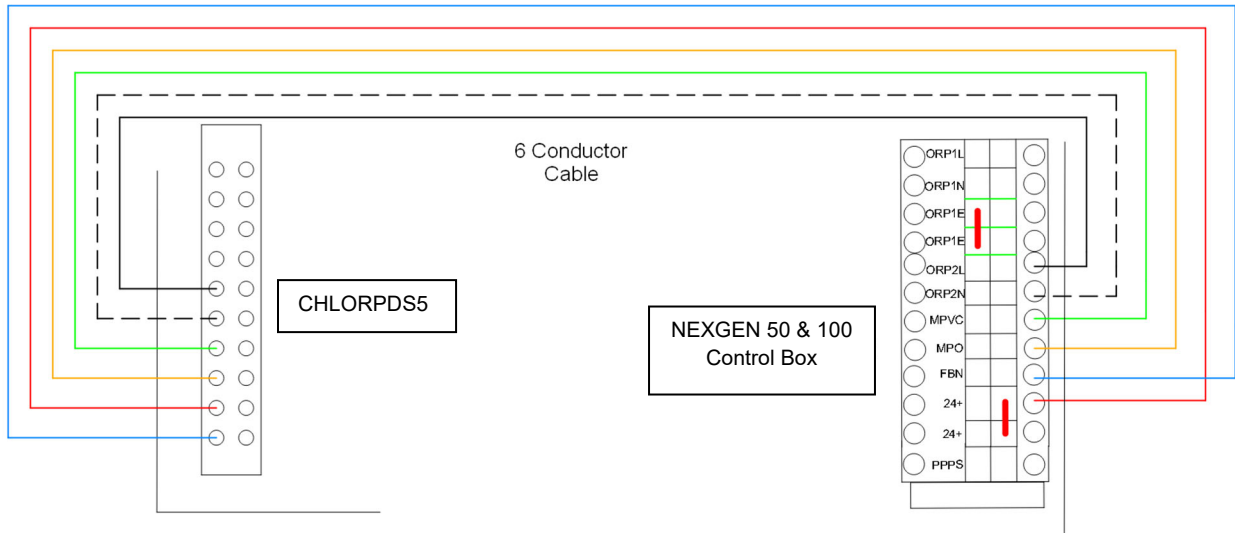 6 Conductor
Cable
CHLORPDS5
NEXGEN 50 & 100
Control Box
ORP1L
ORP1N
ORP1E
ORP1E
ORP2L
ORP2N
MPVC
MPO
FBN
24+
24+
PPPS